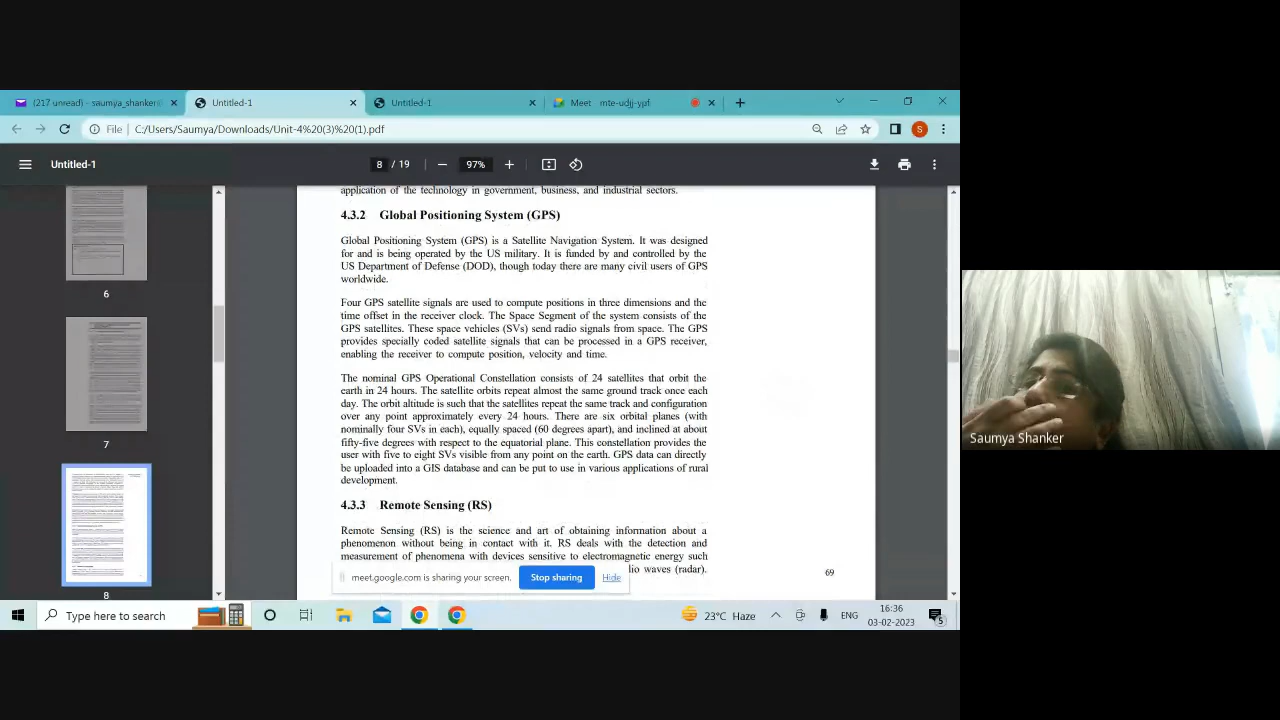 (217 unread) - saumya_shanker@
Untitled-1
Untitled-1
Meet mte-udjj-ypf
File C:/Users/Saumya/Downloads/Unit-4%20(3)%20(1).pdf
S
Untitled-1
8 / 19
97%
application of the technology in government, business, and industrial sectors.
4.3.2 Global Positioning System (GPS)
Global Positioning System (GPS) is a Satellite Navigation System. It was designed
for and is being operated by the US military. It is funded by and controlled by the
US Department of Defense (DOD), though today there are many civil users of GPS
worldwide.
Four GPS satellite signals are used to compute positions in three dimensions and the
time offset in the receiver clock. The Space Segment of the system consists of the
GPS satellites. These space vehicles (SVs) send radio signals from space. The GPS
provides specially coded satellite signals that can be processed in a GPS receiver,
enabling the receiver to compute position, velocity and time.
The nominal GPS Operational Constellation consists of 24 satellites that orbit the
earth in 24 hours. The satellite orbits repeat almost the same ground track once each
day. The orbit altitude is such that the satellites repeat the same track and configuration
over any point approximately every 24 hours. There are six orbital planes (with
nominally four SVs in each), equally spaced (60 degrees apart), and inclined at about
fifty-five degrees with respect to the equatorial plane. This constellation provides the
user with five to eight SVs visible from any point on the earth. GPS data can directly
be uploaded into a GIS database and can be put to use in various applications of rural
development.
4.3.3 Remote Sensing (RS)
Remote Sensing (RS) is the science and art of obtaining information about a
phenomenon without being in contact with it. RS deals with the detection and
measurement of phenomena with devices sensitive to electromagnetic energy such
lio waves (radar).
69
6
7
8
meet.google.com is sharing your screen.
Stop sharing
Hide
Type here to search
23°C Haze
ENG
16:36
03-02-2023
5
Saumya Shanker